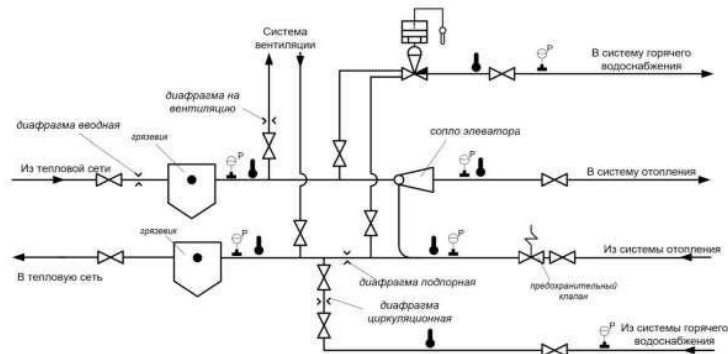 Система
вентиляции
В систему горячего
водоснабжения
диафрагма на
вентиляцию
диафрагма вводная
грязевик
сопло элеватора
P
P
P
Из тепловой сети
В систему отопления
грязевик
P
P
Из системы отопления
В тепловую сеть
диафрагма подпорная
предохранительный
клапан
диафрагма
циркуляционная
P
Из системы горячего
водоснабжения